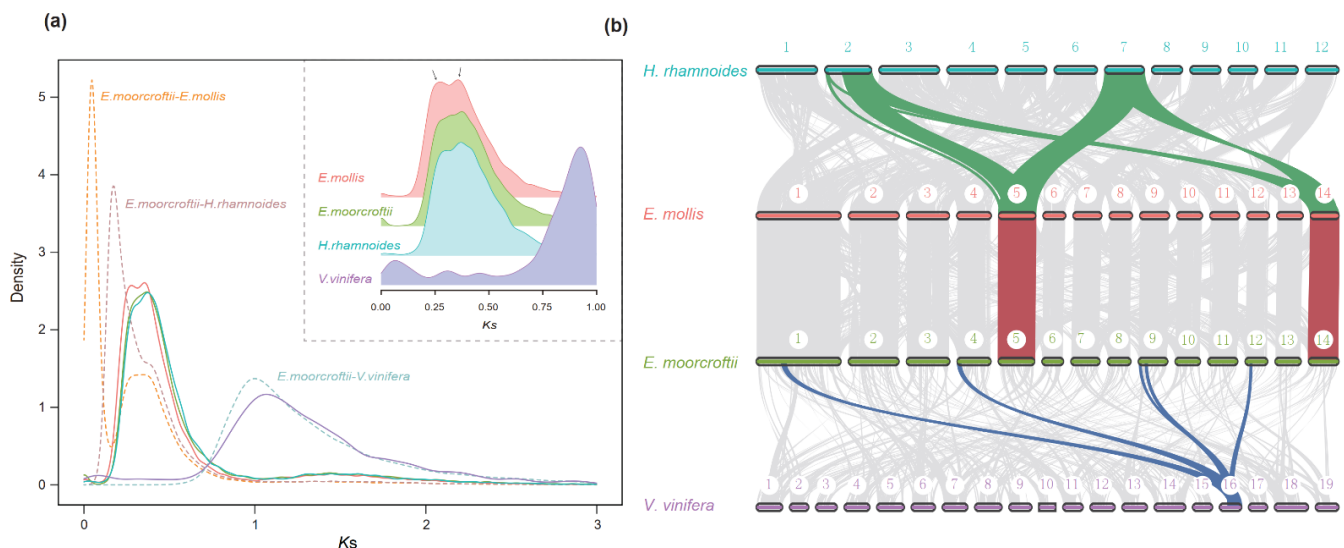 (a)
5
4
3
2
1
0
Density
0
1
2
3
Ks
E.moorcroftii-E.mollis
E.moorcroftii-H.rhamnoides
E.moorcroftii-V.vinifera
E.mollis
E.moorcroftii
H.rhamnoides
V.vinifera
0.00 0.25 0.50 0.75 1.00
Ks
(b)
1 2 3 4 5 6 7 8 9 10 11 12
H. rhamnoides
1 2 3 4 5 6 7 8 9 10 11 12 13 14
E. mollis
1 2 3 4 5 6 7 8 9 10 11 12 13 14
E. moorcroftii
1 2 3 4 5 6 7 8 9 10 11 12 13 14 15 16 17 18 19
V. vinifera